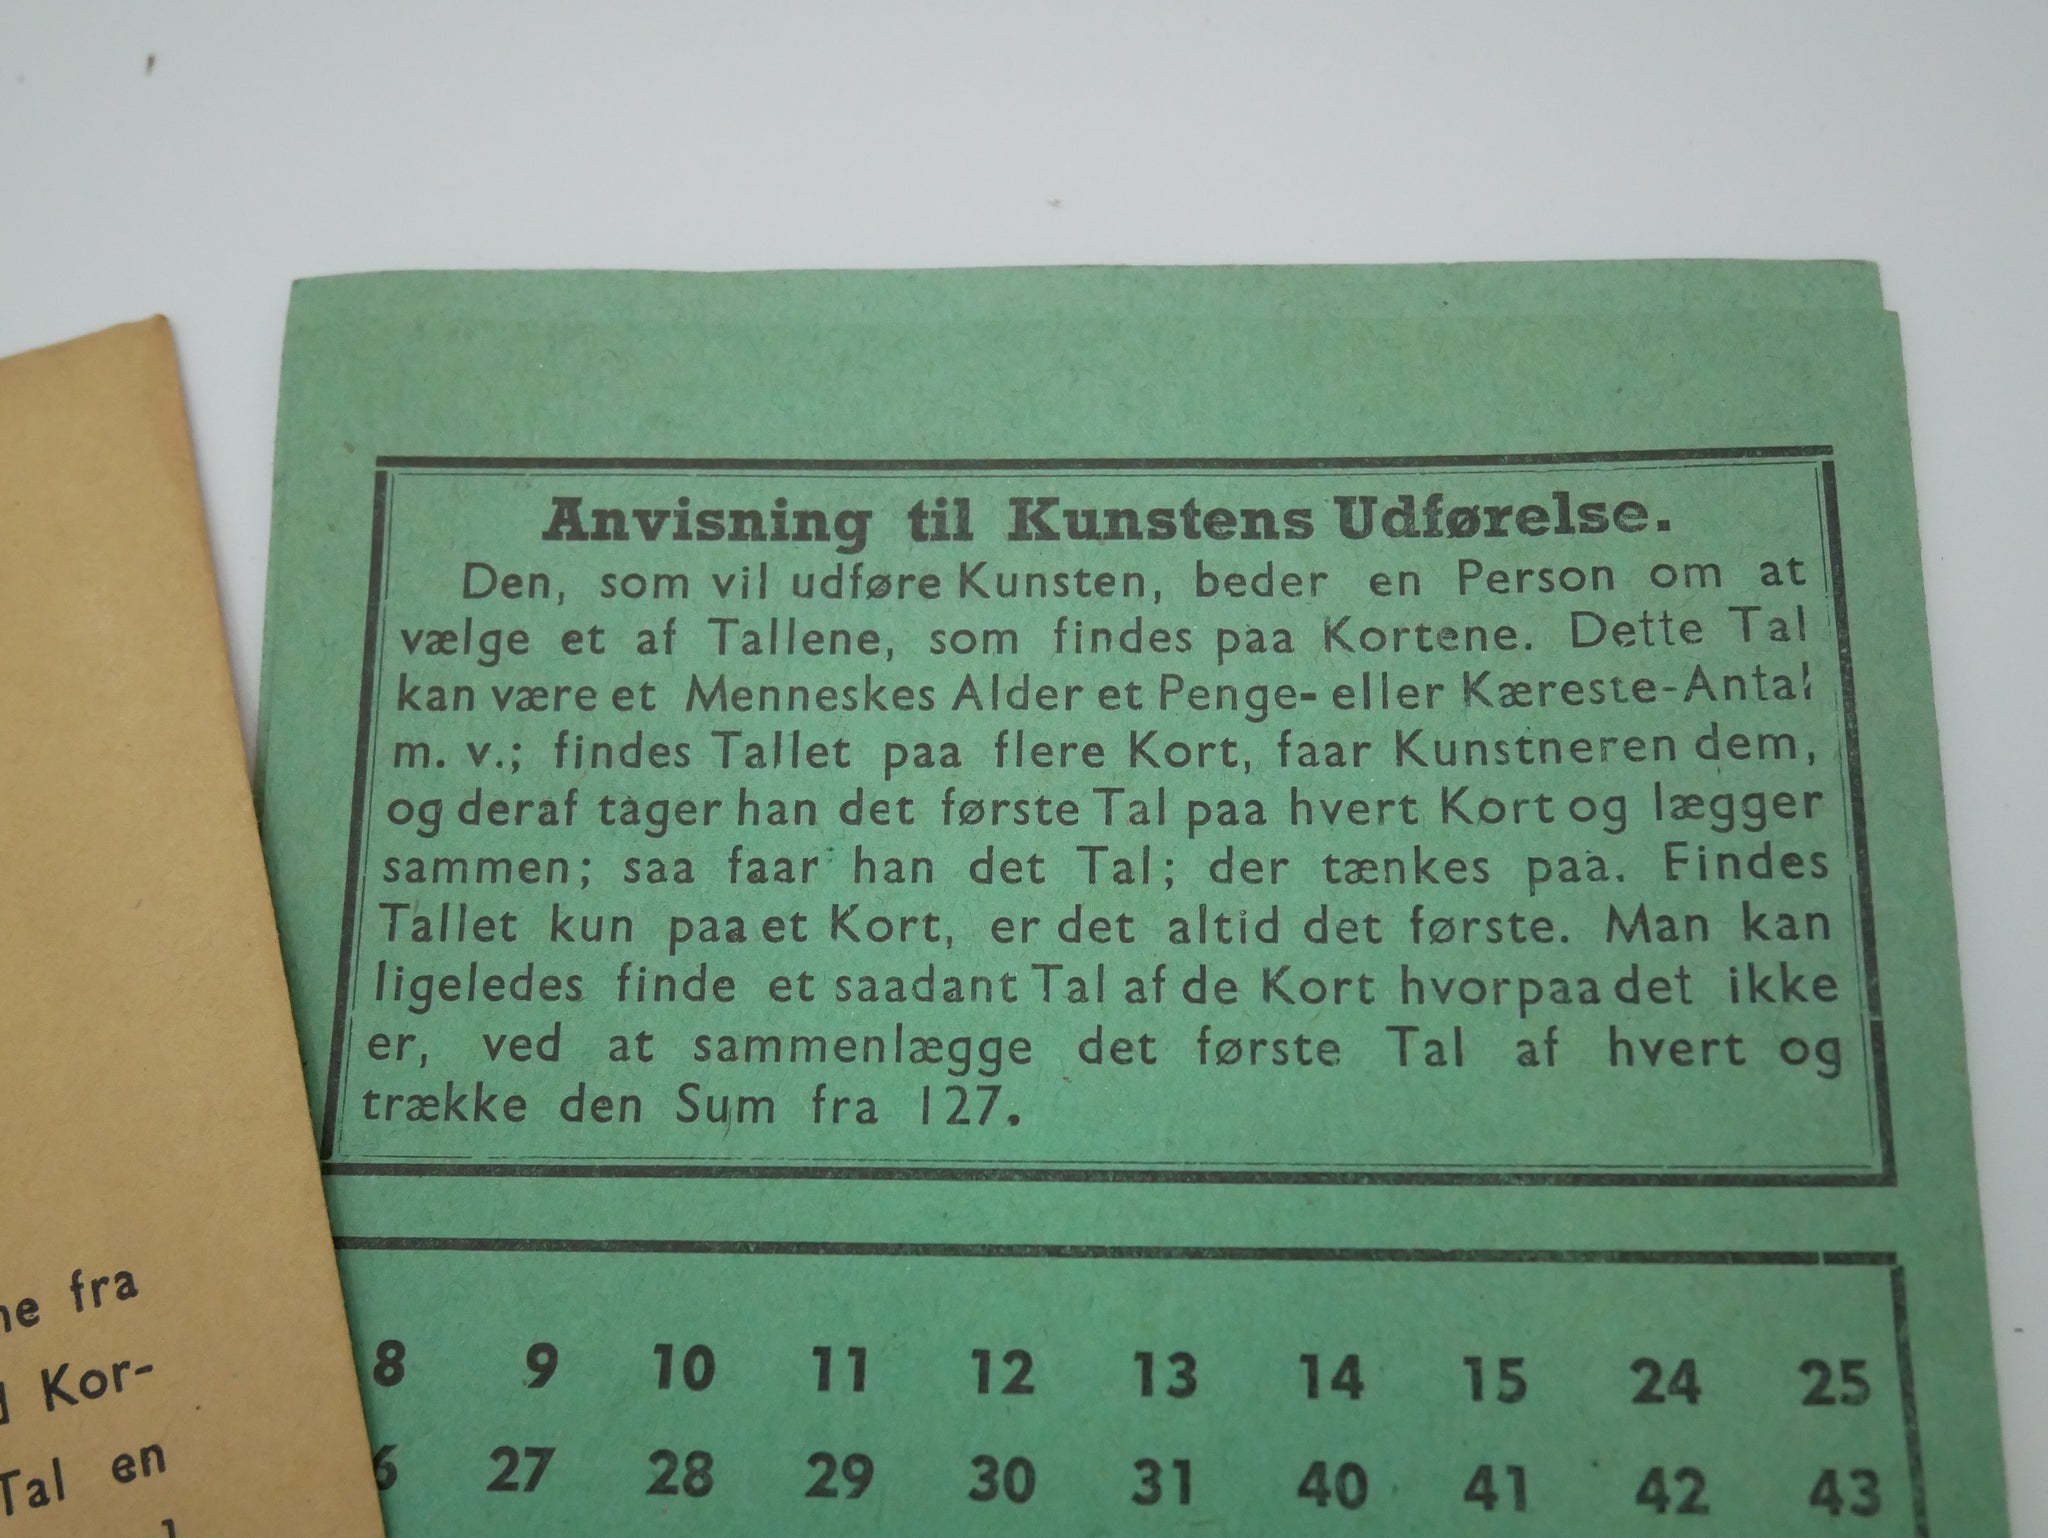 Anvisning til Kunstens Udførelse.
Den, som vil udføre Kunsten, beder en Person om at
vælge et af Tallene, som findes paa Kortene. Dette Tal
kan være et Menneskes Alder et Penge- eller Kæreste-Antal
m. v.; findes Tallet paa flere Kort, faar Kunstneren dem,
og deraf tager han det første Tal paa hvert Kort og lægger
sammen; saa faar han det Tal; der tænkes paa. Findes
Tallet kun paa et Kort, er det altid det første. Man kan
ligeledes finde et saadant Tal af de Kort hvorpaa det ikke
er, ved at sammenlægge det første Tal af hvert og
trække den Sum fra 127.
8 9 10 11 12 13 14 15 24 25
27 28 29 30 31 40 41 42 43
fra
Kor-
Tal en